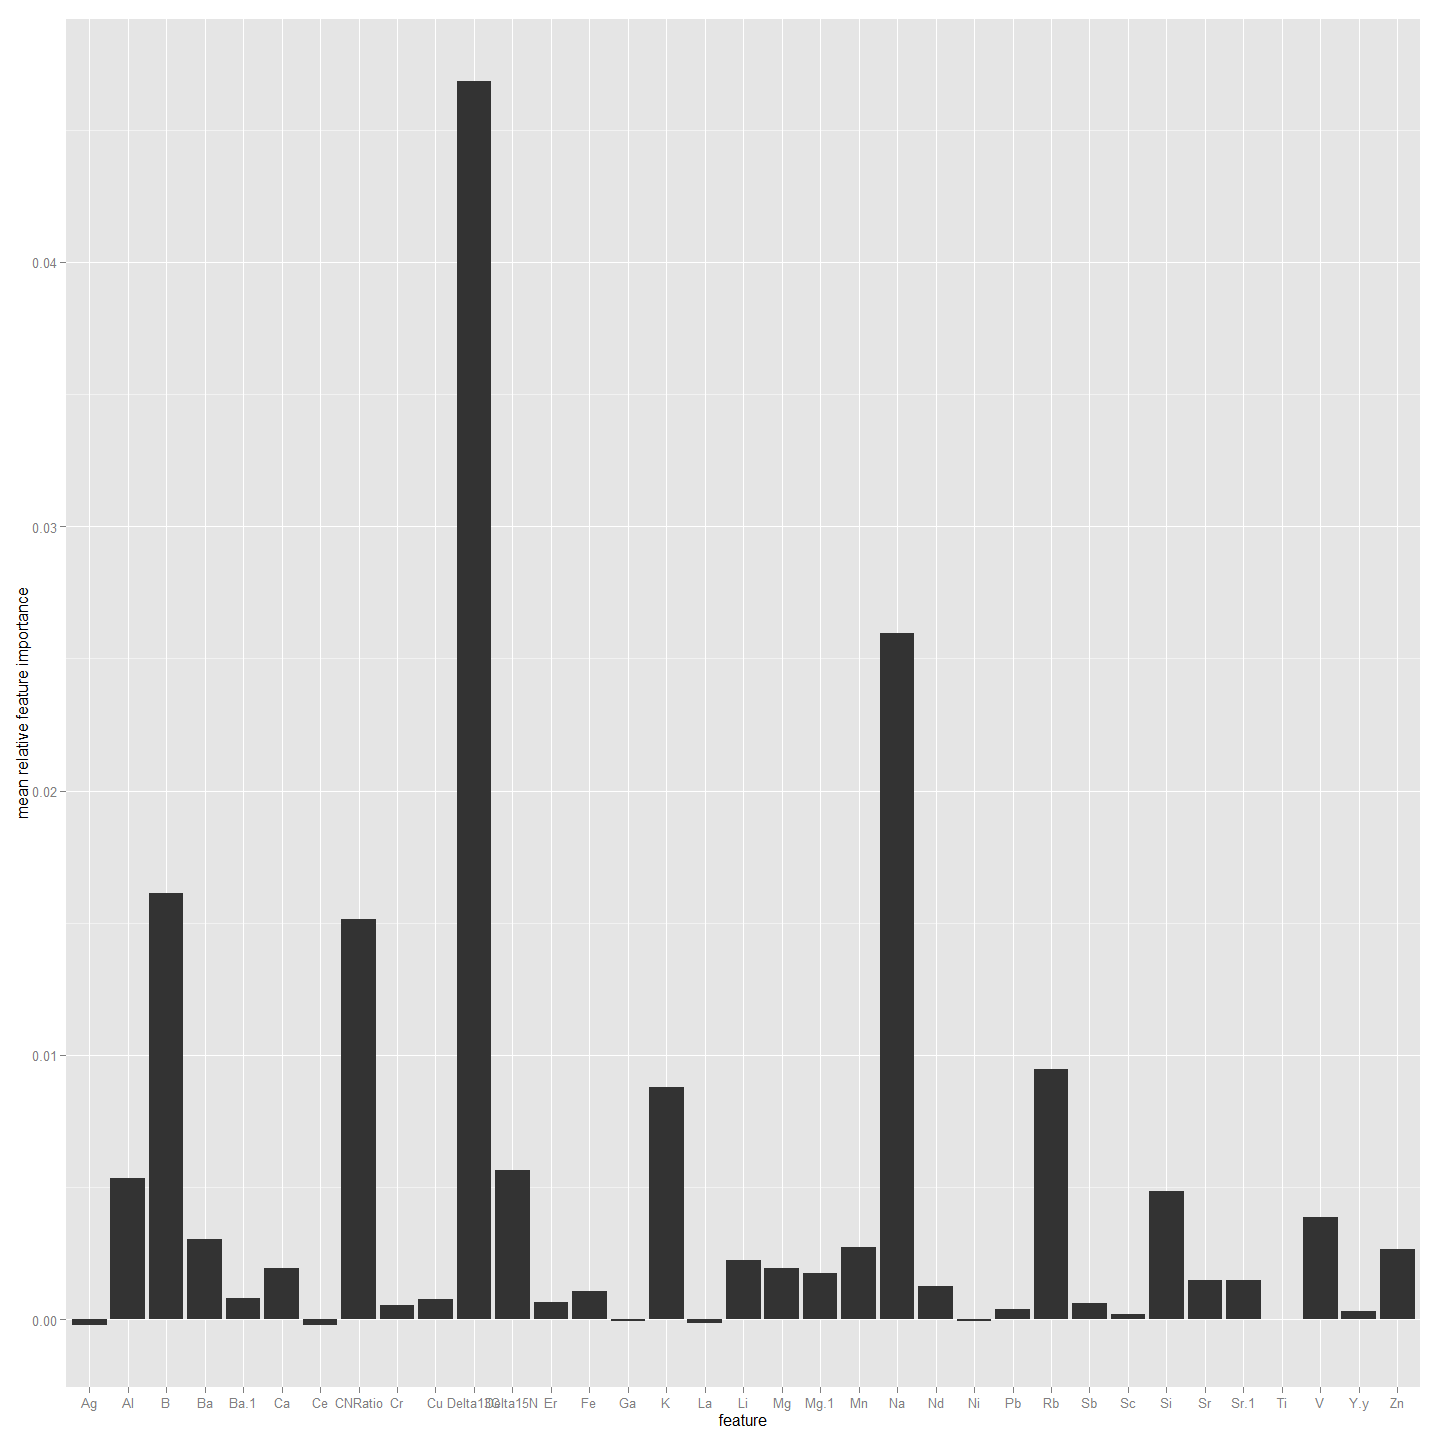 mean relative feature importance
0.04
0.03
0.02
0.01
0.00
Ag Al B Ba Ba.1 Ca Ce CNRatio Cr Cu Delta13C Delta15N Er Fe Ga K La Li Mg Mg.1 Mn Na Nd Ni Pb Rb Sb Sc Si Sr Sr.1 Ti V Y.y Zn
feature